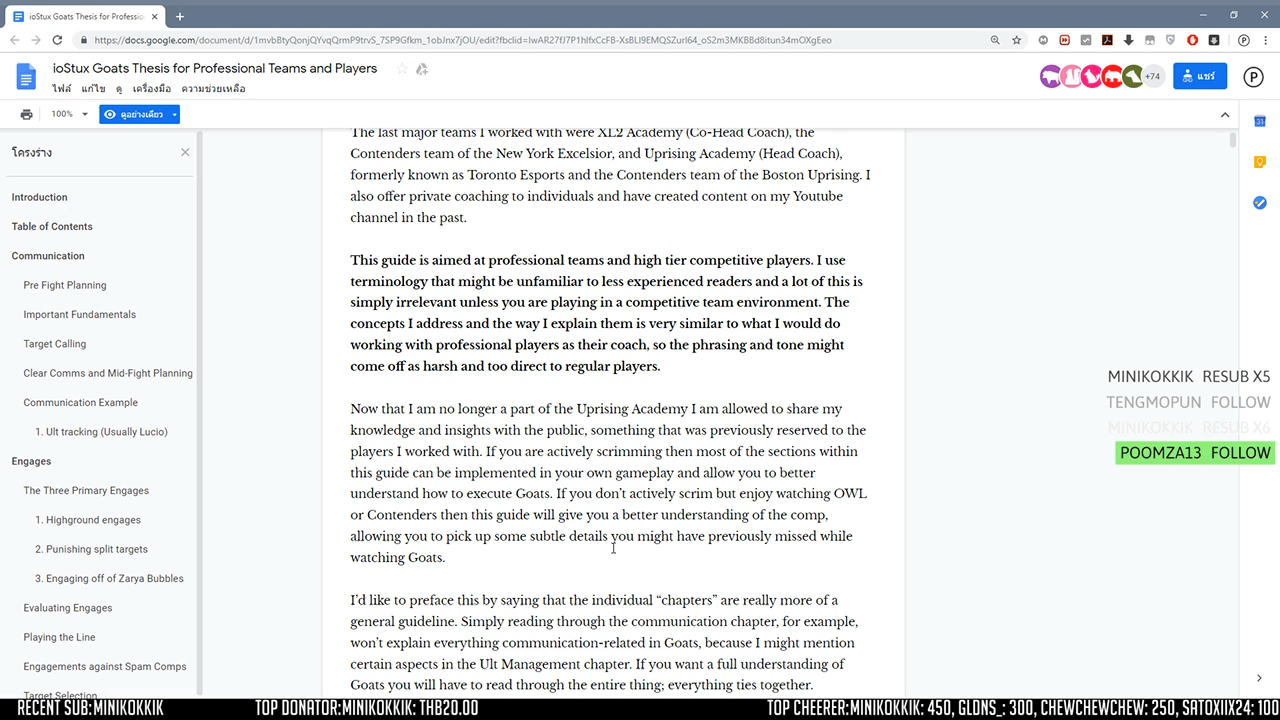 ioStux Goats Thesis for Profession
https://docs.google.com/document/d/1mvbBtyQonjQYvqQrmP9trvS_7SP9Gfkm_1obJnx7jOU/edit?fbclid=IwAR27fJ7P1hlfxCcFB-XsBLl9EMQSZurl64_oS2m3MKBBd8itun34mOXgEeo
ioStux Goats Thesis for Professional Teams and Players
ไฟล์ แก้ไข ดู เครื่องมือ ความช่วยเหลือ
+74
แชร์
P
100%
ดูอย่างเดียว
โครงร่าง
Introduction
Table of Contents
Communication
Pre Fight Planning
Important Fundamentals
Target Calling
Clear Comms and Mid-Fight Planning
Communication Example
1. Ult tracking (Usually Lucio)
Engages
The Three Primary Engages
1. Highground engages
2. Punishing split targets
3. Engaging off of Zarya Bubbles
Evaluating Engages
Playing the Line
Engagements against Spam Comps
Target Selection
The last major teams I worked with were XL2 Academy (Co-Head Coach), the
Contenders team of the New York Excelsior, and Uprising Academy (Head Coach),
formerly known as Toronto Esports and the Contenders team of the Boston Uprising. I
also offer private coaching to individuals and have created content on my Youtube
channel in the past.
This guide is aimed at professional teams and high tier competitive players. I use
terminology that might be unfamiliar to less experienced readers and a lot of this is
simply irrelevant unless you are playing in a competitive team environment. The
concepts I address and the way I explain them is very similar to what I would do
working with professional players as their coach, so the phrasing and tone might
come off as harsh and too direct to regular players.
Now that I am no longer a part of the Uprising Academy I am allowed to share my
knowledge and insights with the public, something that was previously reserved to the
players I worked with. If you are actively scrimming then most of the sections within
this guide can be implemented in your own gameplay and allow you to better
understand how to execute Goats. If you don't actively scrim but enjoy watching OWL
or Contenders then this guide will give you a better understanding of the comp,
allowing you to pick up some subtle details you might have previously missed while
watching Goats.
I'd like to preface this by saying that the individual “chapters” are really more of a
general guideline. Simply reading through the communication chapter, for example,
won't explain everything communication-related in Goats, because I might mention
certain aspects in the Ult Management chapter. If you want a full understanding of
Goats you will have to read through the entire thing; everything ties together.
MINIKOKKIK RESUB X5
TENGMOPUN FOLLOW
MINIKOKKIK RESUB X6
POOMZA13 FOLLOW
RECENT SUB:MINIKOKKIK TOP DONATOR:MINIKOKKIK: THB20.00 TOP CHEERER:MINIKOKKIK: 450, GLDNS_: 300, CHEWCHEWCHEW: 250, SATOXIIX24: 100